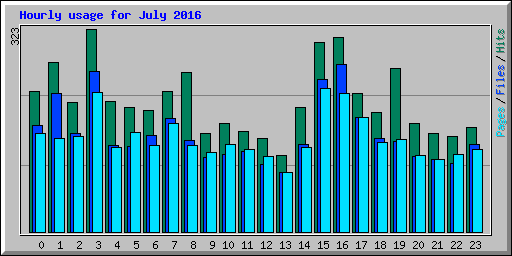 Hourly usage for July 2016
323
Pages/Files/Hits
0 1 2 3 4 5 6 7 8 9 10 11 12 13 14 15 16 17 18 19 20 21 22 23